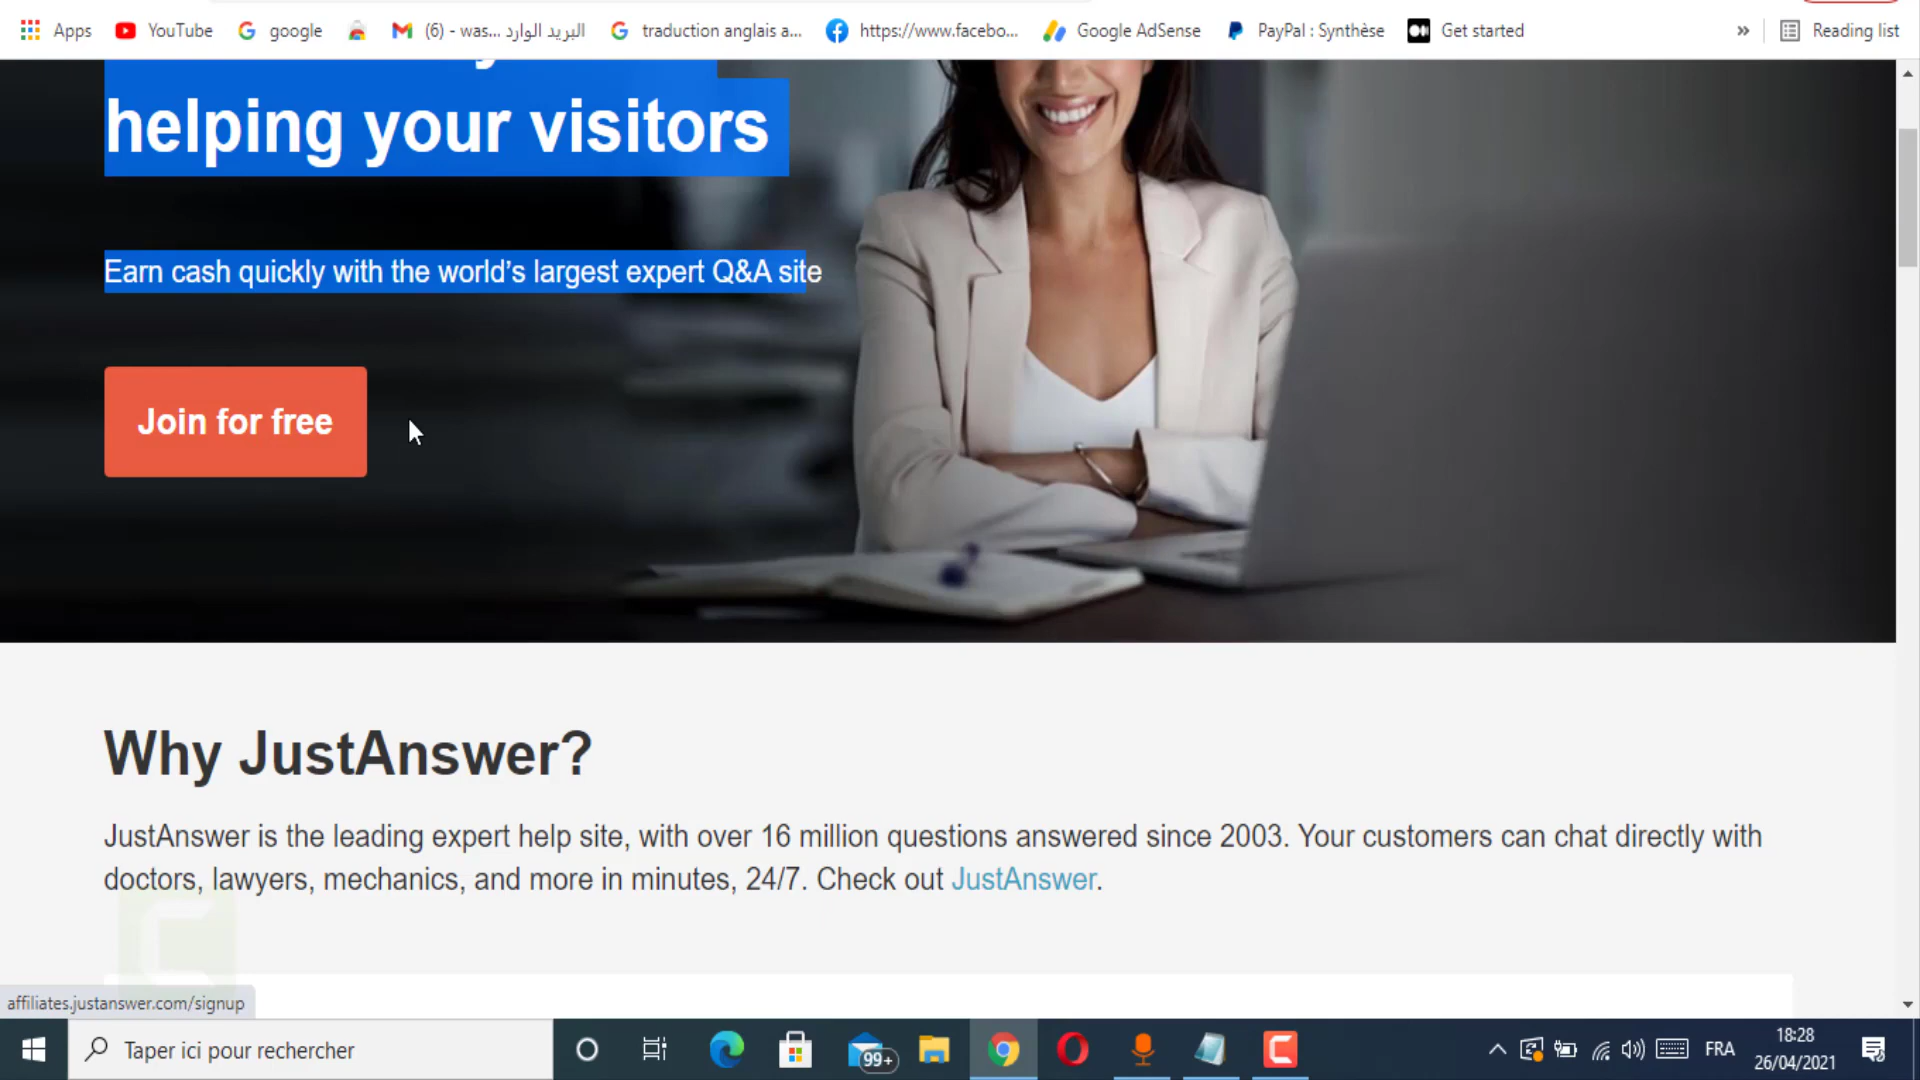 Apps YouTube google (6) - was... البريد الوارد traduction anglais a... https://www.facebo... Google AdSense PayPal : Synthèse Get started » Reading list
helping your visitors
Earn cash quickly with the world's largest expert Q&A site
Join for free
Why JustAnswer?
JustAnswer is the leading expert help site, with over 16 million questions answered since 2003. Your customers can chat directly with
doctors, lawyers, mechanics, and more in minutes, 24/7. Check out JustAnswer.
affiliates.justanswer.com/signup
Taper ici pour rechercher 99+ FRA 18:28
26/04/2021